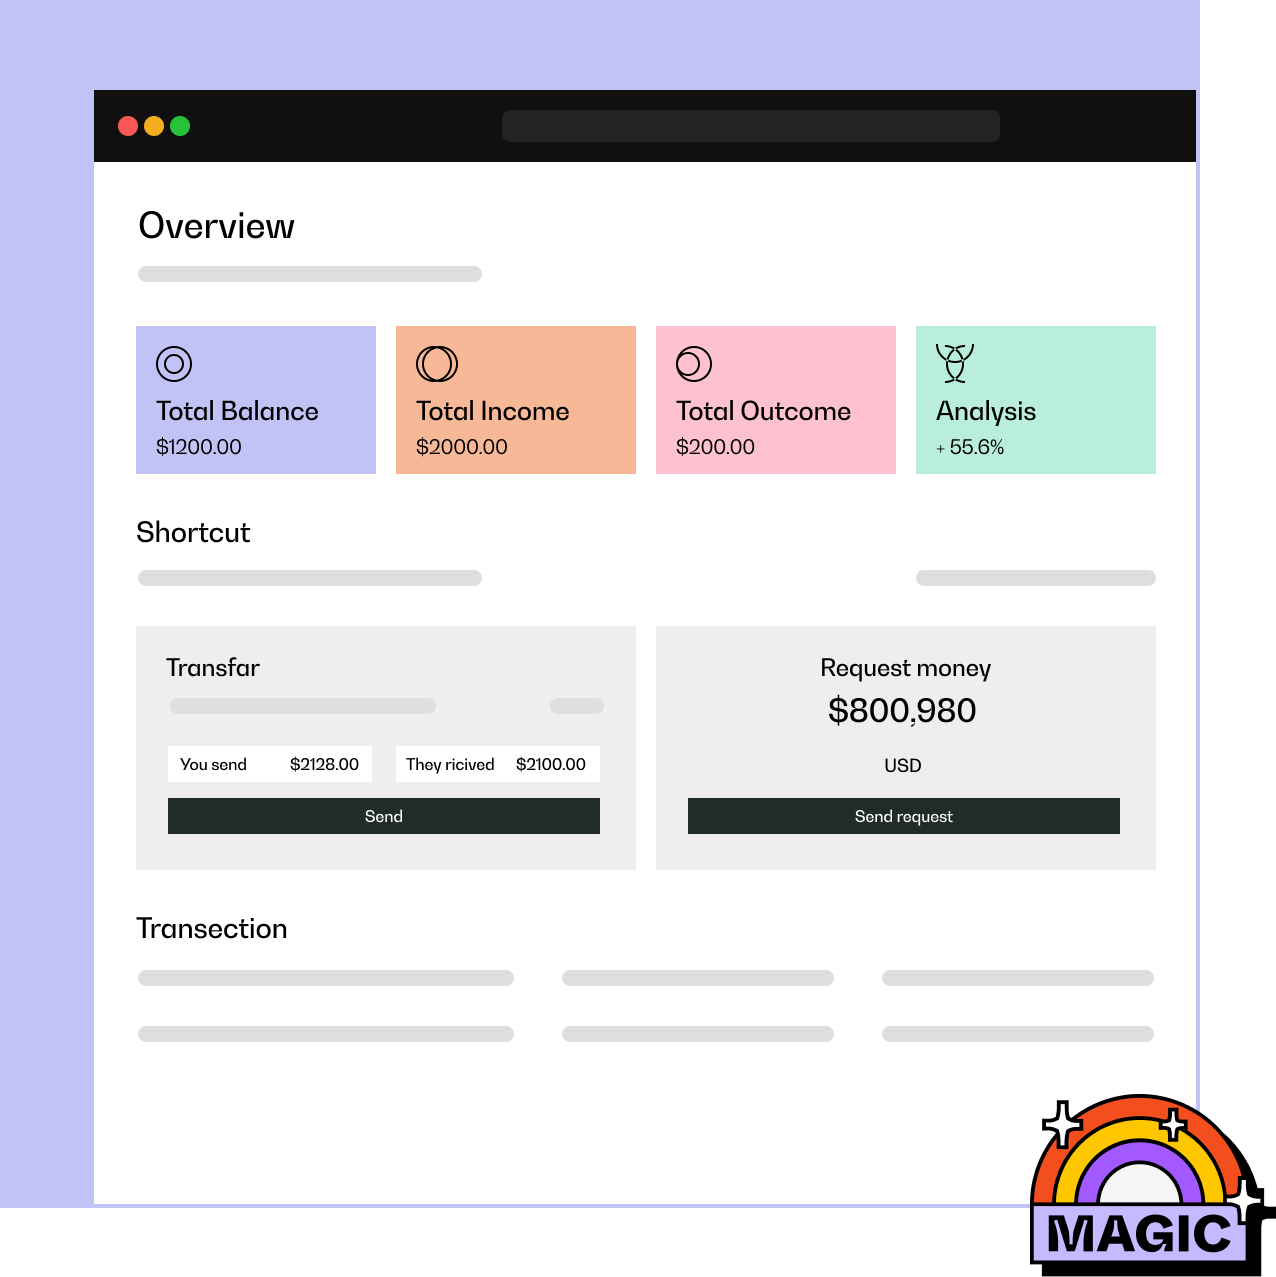 Overview
Total Balance
$1200.00
Total Income
$2000.00
Total Outcome
$200.00
Analysis
+ 55.6%
Shortcut
Transfar
You send $2128.00
They ricived $2100.00
Send
Request money
$800,980
USD
Send request
Transection
MAGIC